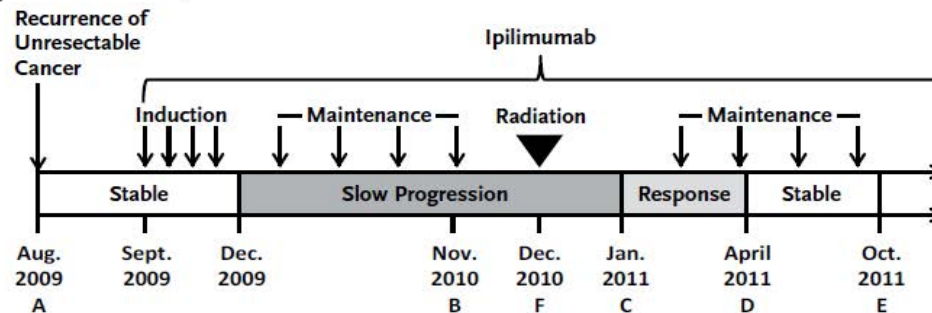 Recurrence of
Unresectable
Cancer
Ipilimumab
Induction
Maintenance
Radiation
Maintenance
Stable
Slow Progression
Response
Stable
Aug. Sept. Dec. Nov. Dec. Jan. April Oct.
2009 2009 2009 2010 2010 2011 2011 2011
A B F C D E